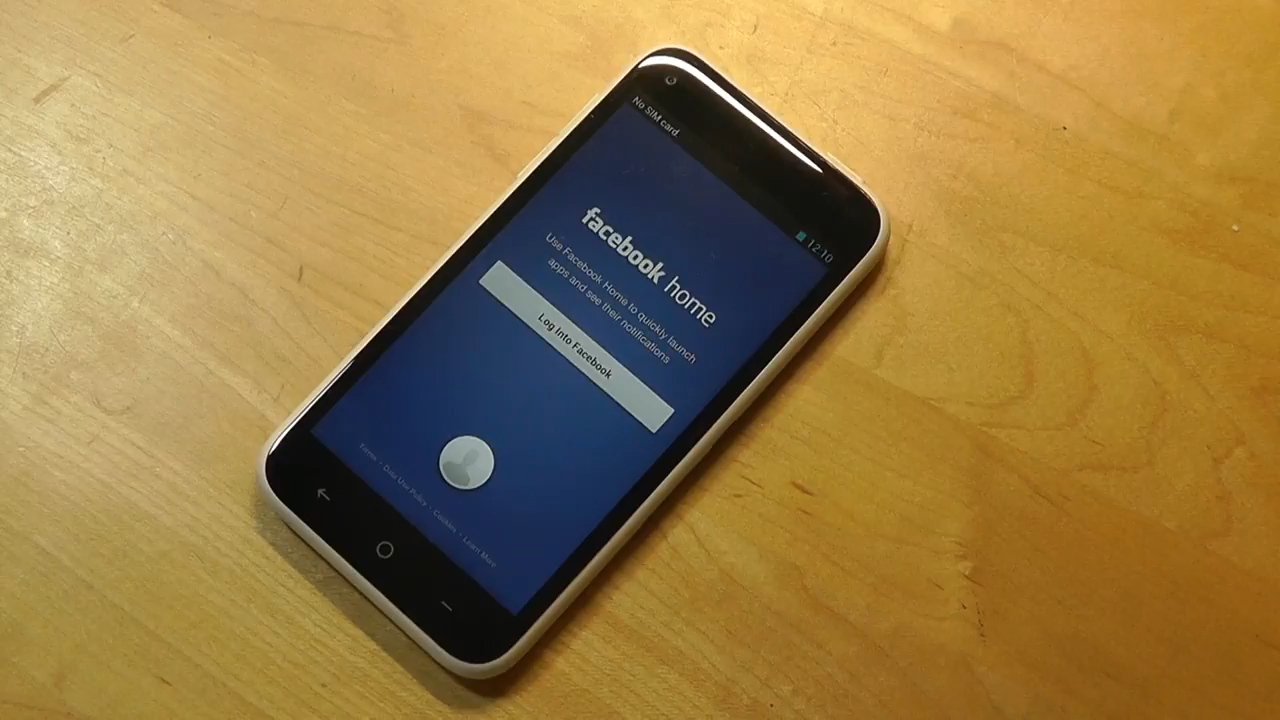 No SIM card
12:10
facebook home
Use Facebook Home to quickly launch
apps and see their notifications
Log Into Facebook
Terms · Data Use Policy · Cookies · Learn More